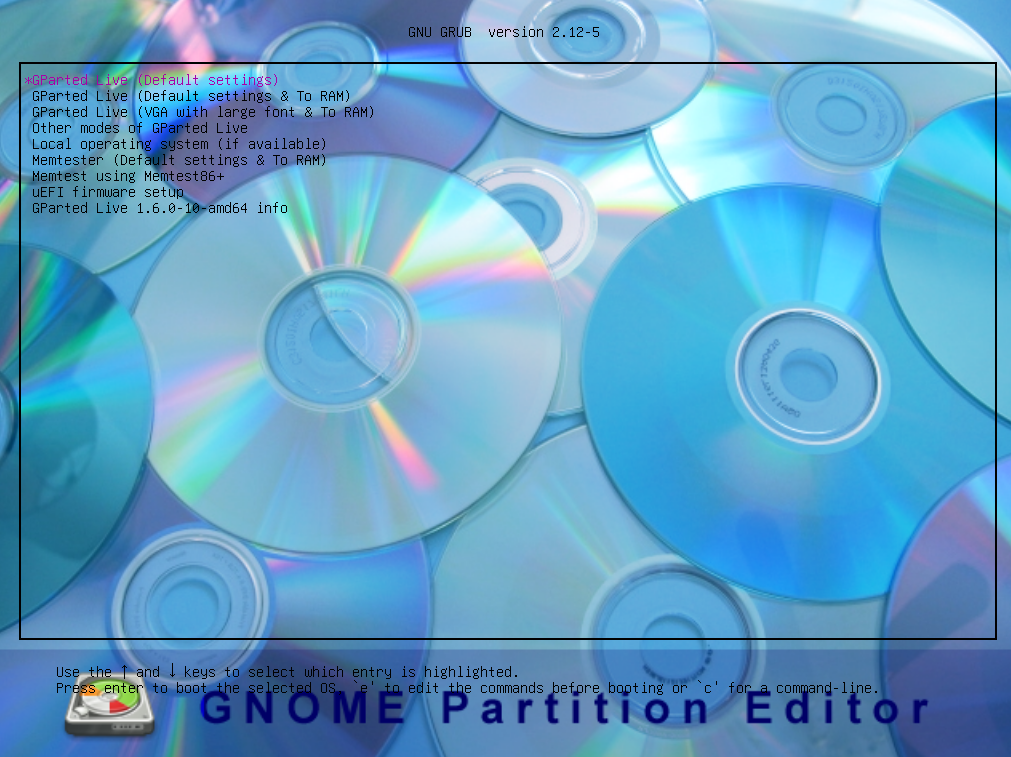 GNU GRUB  version 2.12-5
*GParted Live (Default settings)
GParted Live (Default settings & To RAM)
GParted Live (VGA with large font & To RAM)
Other modes of GParted Live
Local operating system (if available)
Memtester (Default settings & To RAM)
Memtest using Memtest86+
uEFI firmware setup
GParted Live 1.6.0-10-amd64 info
Use the ↑ and ↓ keys to select which entry is highlighted.
Press enter to boot the selected OS, `e' to edit the commands before booting or `c' for a command-line.
GNOME Partition Editor